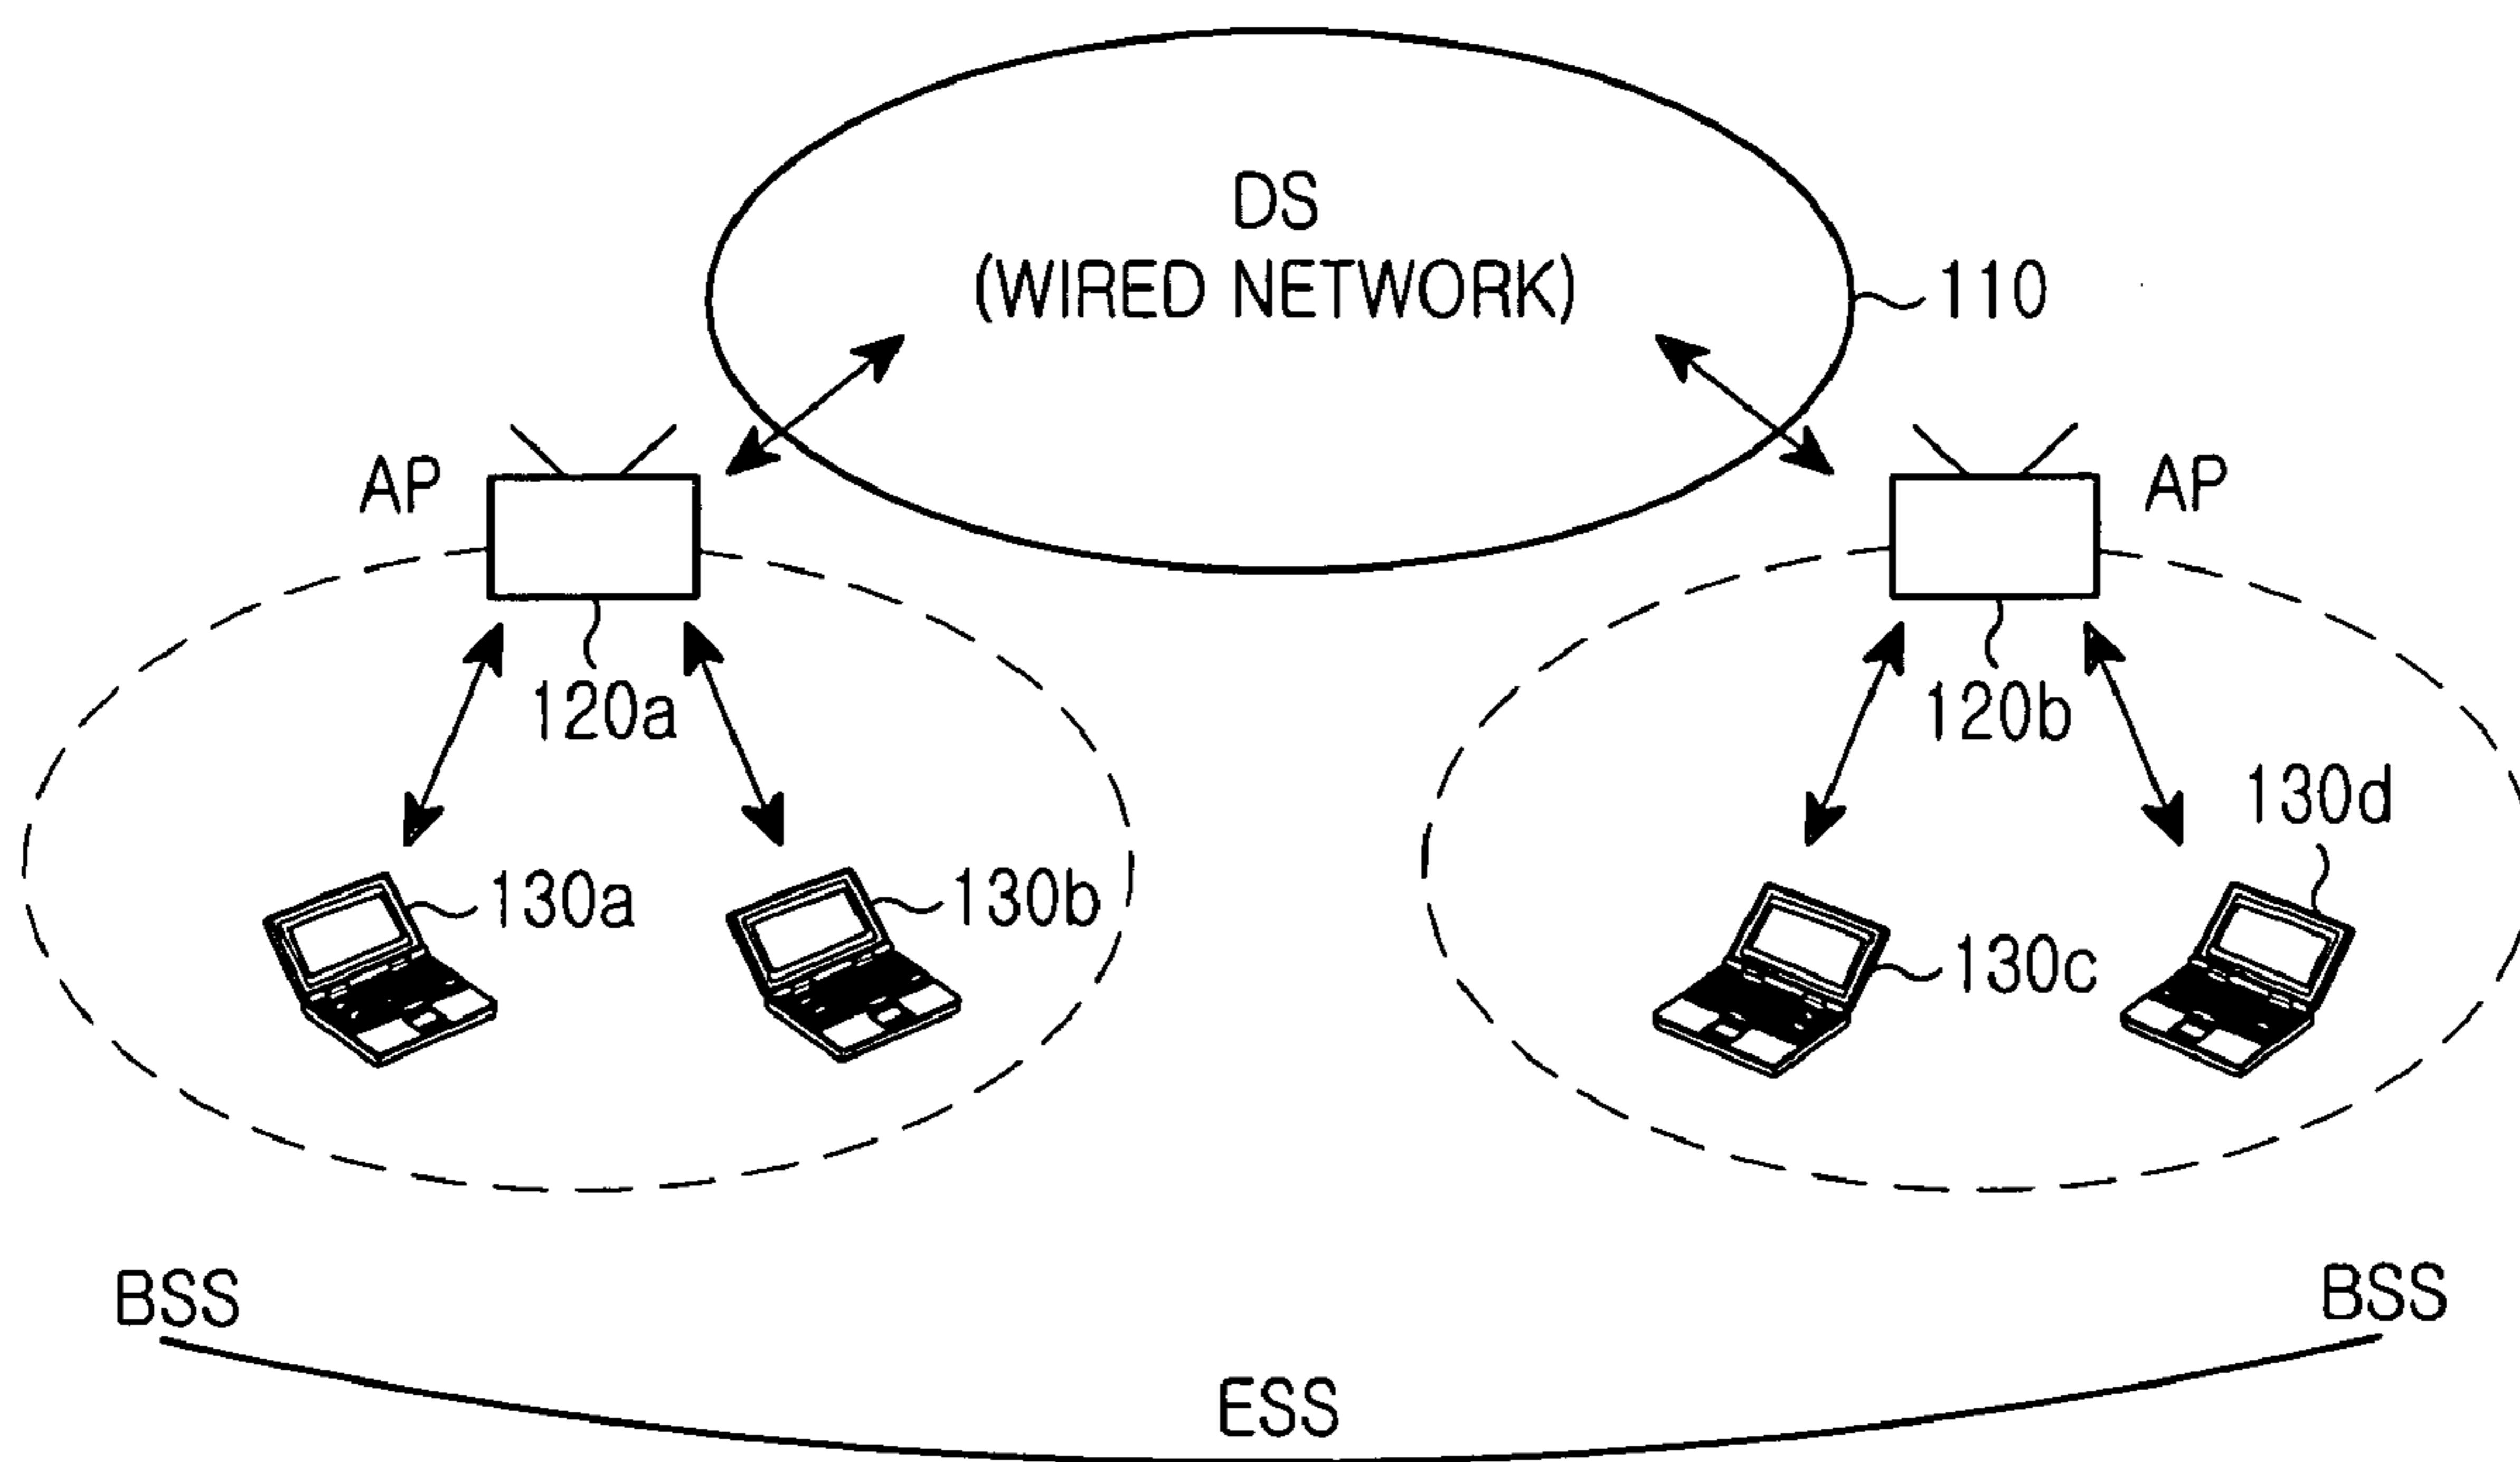 DS
(WIRED NETWORK)
110
AP
AP
120a
120b
130d
130a
130b
130c
BSS
BSS
ESS